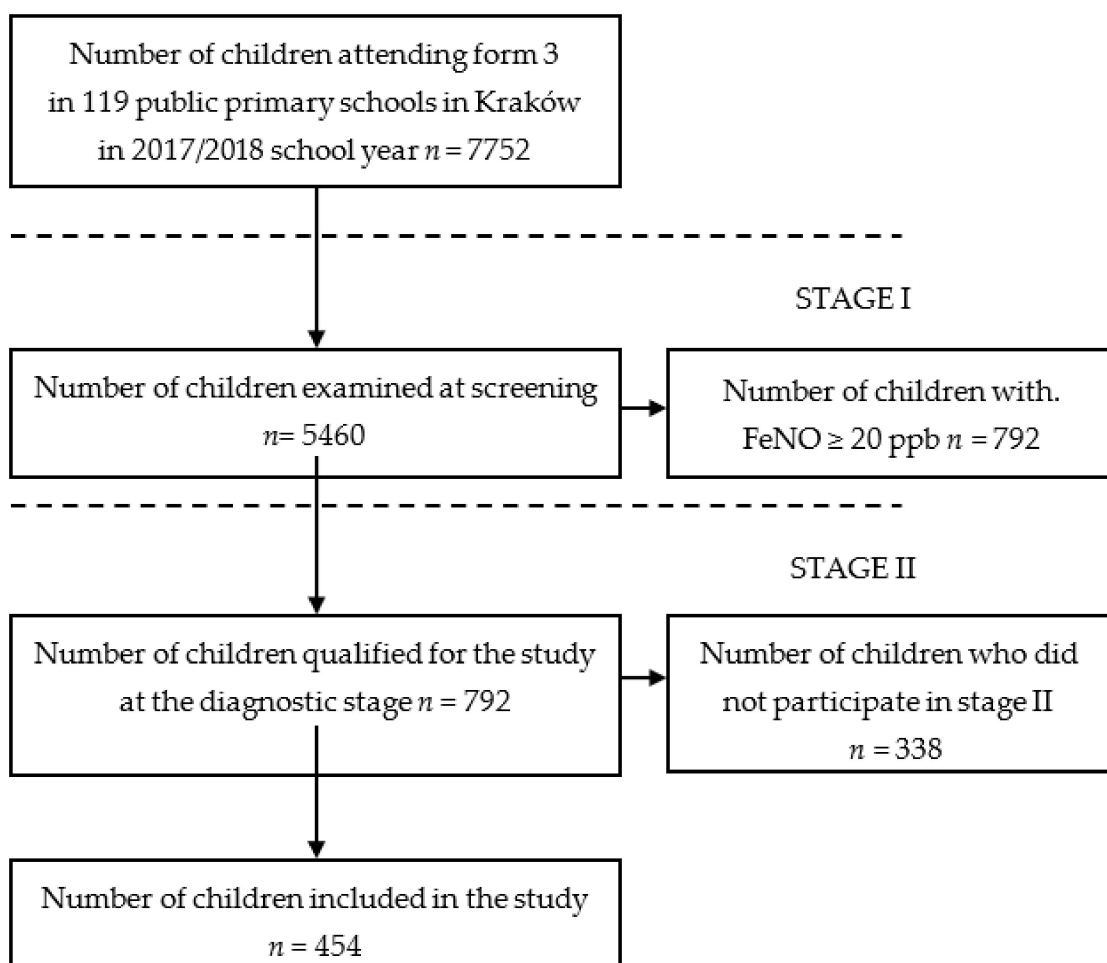 Number of children attending form 3
in 119 public primary schools in Kraków
in 2017/2018 school year n = 7752
STAGE I
Number of children examined at screening
n= 5460
Number of children with.
FeNO ≥ 20 ppb n = 792
STAGE II
Number of children qualified for the study
at the diagnostic stage n = 792
Number of children who did
not participate in stage II
n = 338
Number of children included in the study
n = 454